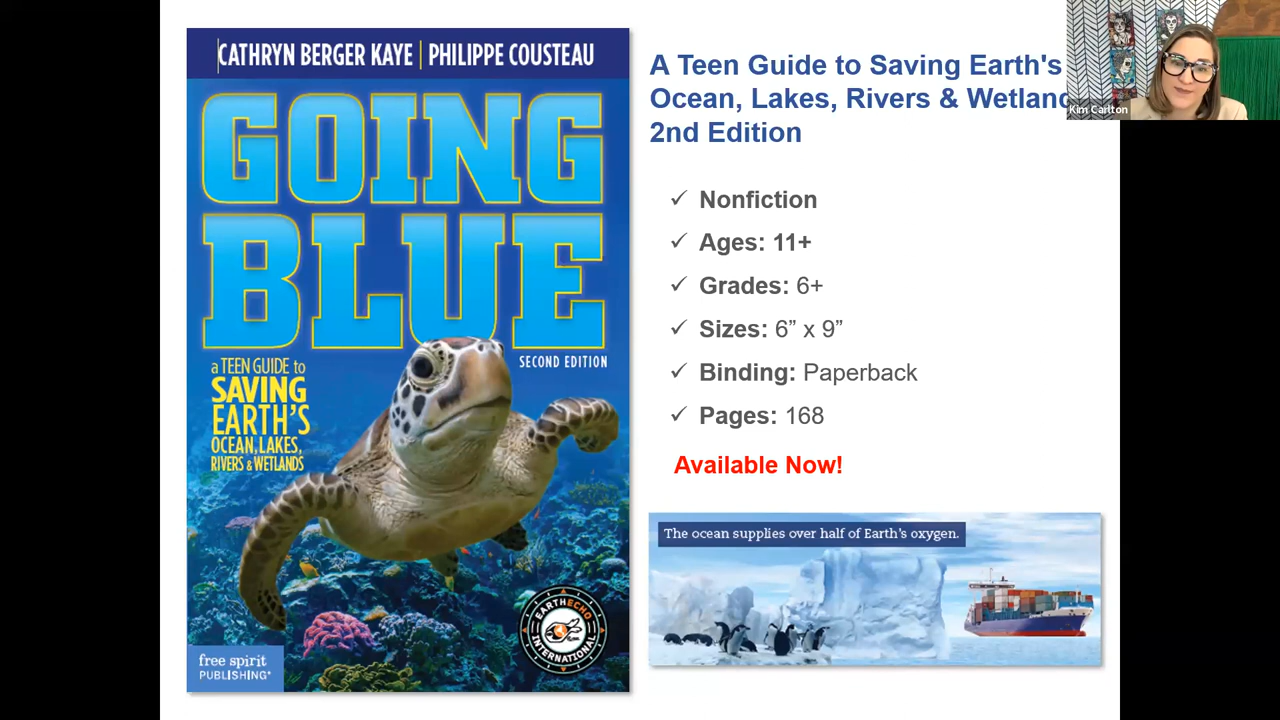 CATHRYN BERGER KAYE | PHILIPPE COUSTEAU
GOING
BLUE
SECOND EDITION
a TEEN GUIDE to
SAVING
EARTH'S
OCEAN, LAKES,
RIVERS & WETLANDS
EARTHECHO
INTERNATIONAL
free spirit
PUBLISHING®
A Teen Guide to Saving Earth's
Ocean, Lakes, Rivers & Wetland
2nd Edition
Kim Carlton
✓ Nonfiction
✓ Ages: 11+
✓ Grades: 6+
✓ Sizes: 6” x 9”
✓ Binding: Paperback
✓ Pages: 168
Available Now!
The ocean supplies over half of Earth's oxygen.